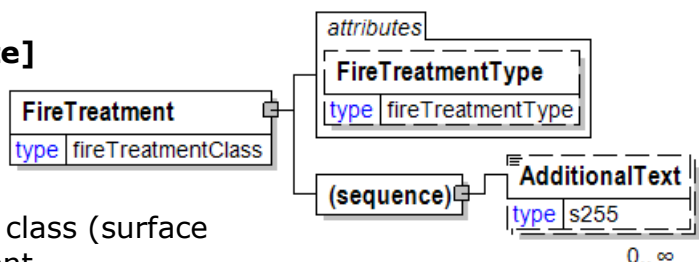 attributes
e]
FireTreatmentType
type fireTreatmentType
FireTreatment
type fireTreatmentClass
(sequence)
AdditionalText
type s255
0..∞
class (surface